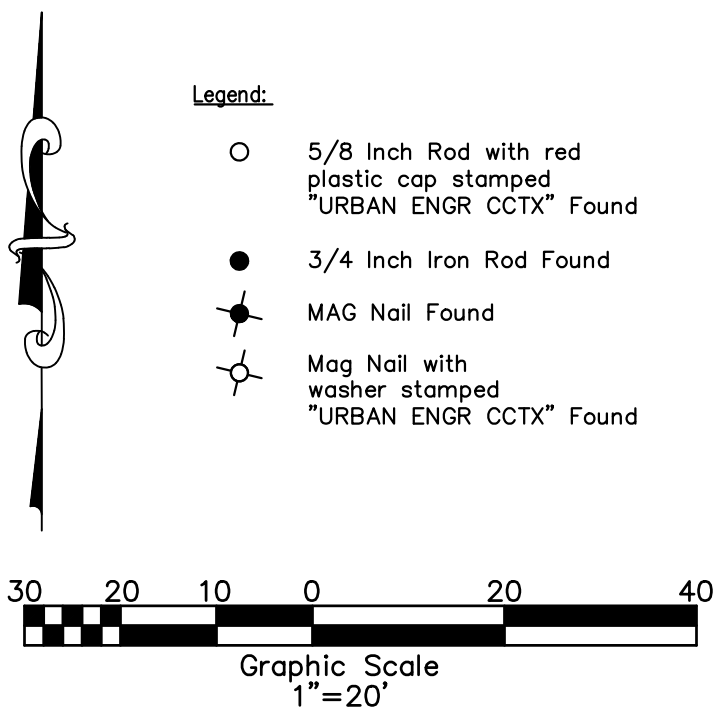 Legend:
5/8 Inch Rod with red
plastic cap stamped
"URBAN ENGR CCTX" Found
3/4 Inch Iron Rod Found
MAG Nail Found
Mag Nail with
washer stamped
"URBAN ENGR CCTX" Found
30 20 10 0 20 40
Graphic Scale
1"=20'